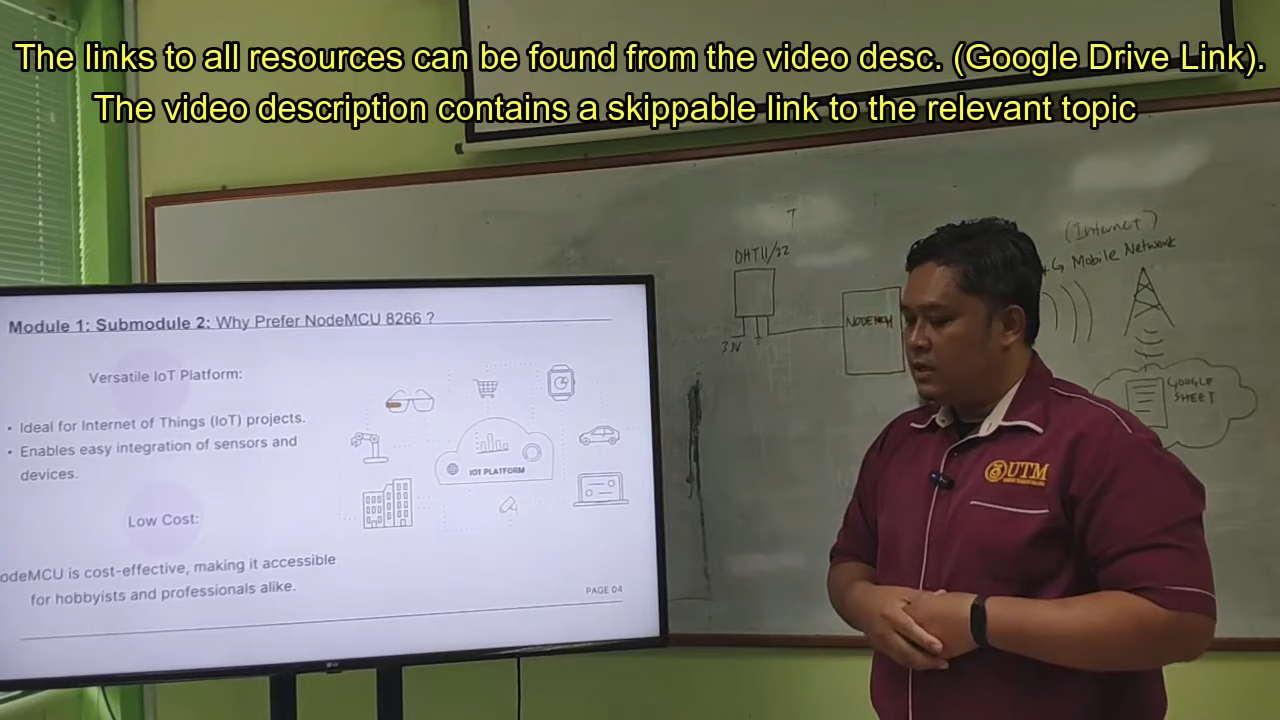 The links to all resources can be found from the video desc. (Google Drive Link).
The video description contains a skippable link to the relevant topic
Module 1: Submodule 2: Why Prefer NodeMCU 8266 ?
Versatile IoT Platform:
• Ideal for Internet of Things (IoT) projects.
• Enables easy integration of sensors and
devices.
Low Cost:
odeMCU is cost-effective, making it accessible
for hobbyists and professionals alike.
IOT PLATFORM
PAGE 04
LG
T
DHT11/22
3.3V
NODEMCU
(Internet)
4G Mobile Network
GOOGLE
SHEET
UTM